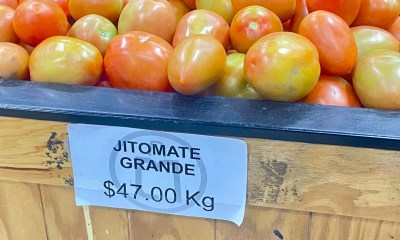 JITOMATE
GRANDE
$47.00 Kg